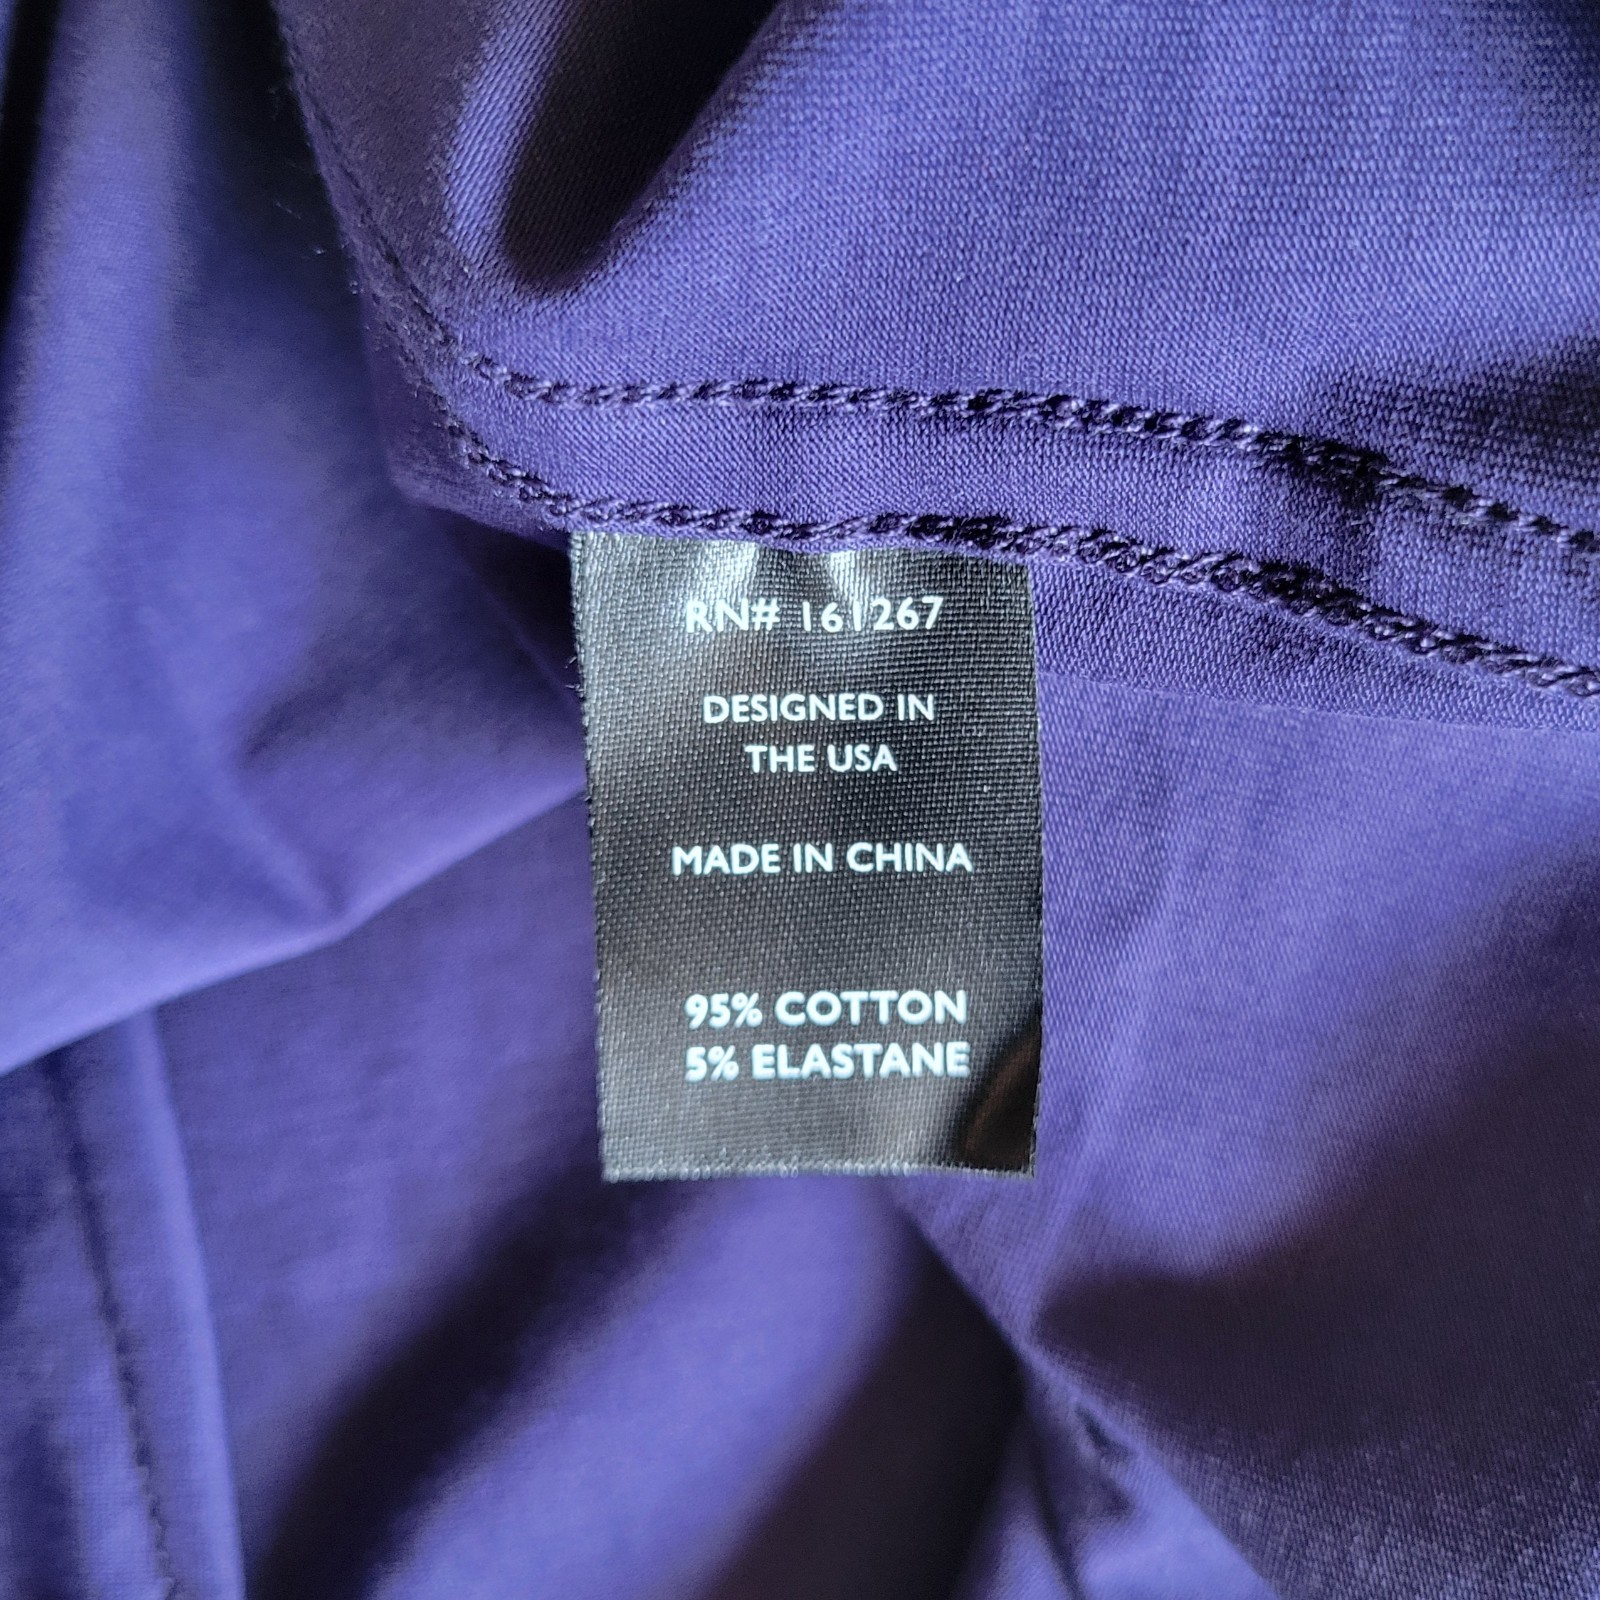 RN# 161267
DESIGNED IN
THE USA
MADE IN CHINA
95% COTTON
5% ELASTANE